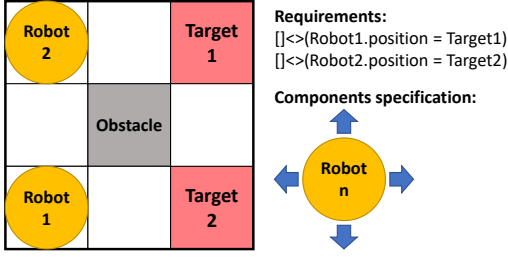 Robot
2
Target
1
Obstacle
Robot
1
Target
2
Requirements:
[]<>(Robot1.position = Target1)
[]<>(Robot2.position = Target2)
Components specification:
Robot
n